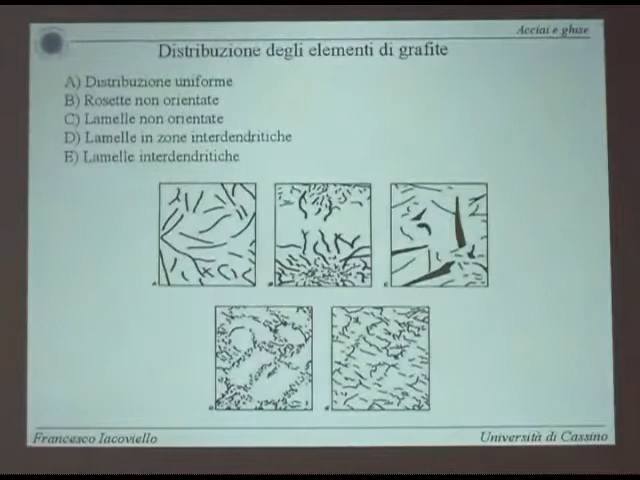 Acciai e ghise
Distribuzione degli elementi di grafite
A) Distribuzione uniforme
B) Rosette non orientate
C) Lamelle non orientate
D) Lamelle in zone interdendritiche
E) Lamelle interdendritiche
Francesco Iacoviello
Università di Cassino